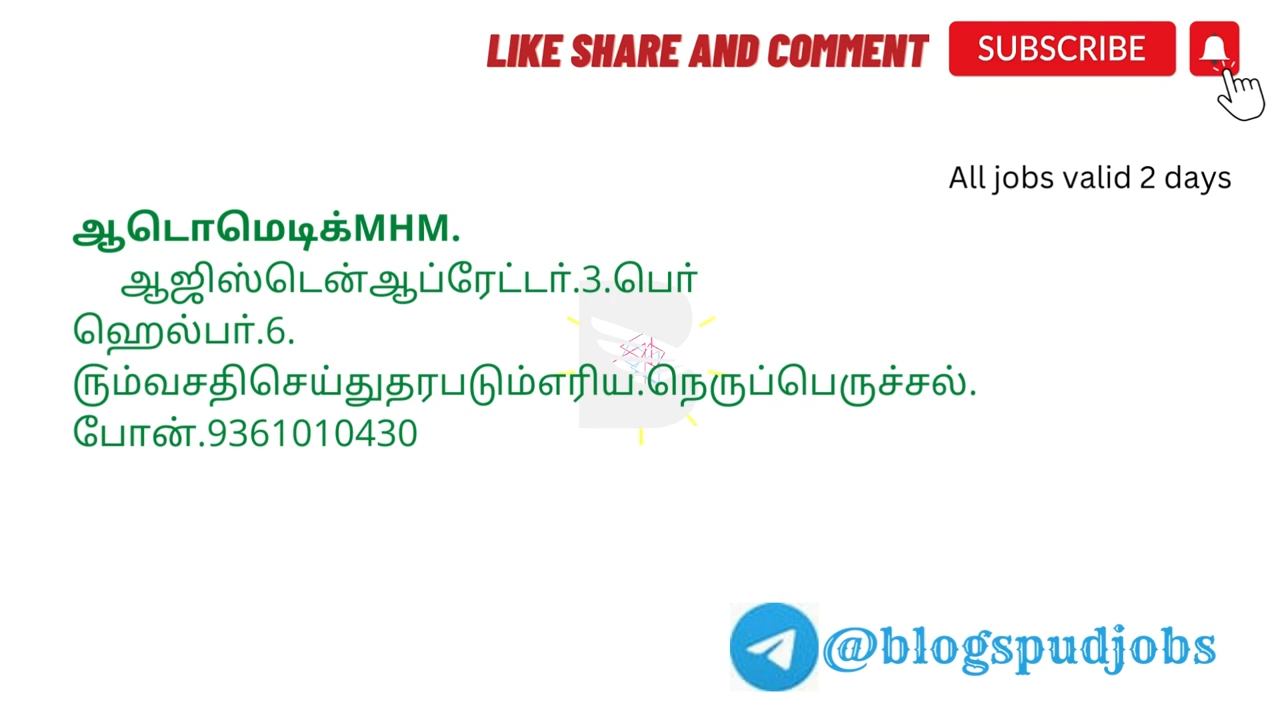 LIKE SHARE AND COMMENT
SUBSCRIBE
All jobs valid 2 days
ஆடொமெடிக்MHM.
ஆஜிஸ்டென்ஆப்ரேட்டர்.3.பெர்
ஹெல்பர்.6.
ரூம்வசதிசெய்துதரபடும்எரிய.நெருப்பெருச்சல்.
போன்.9361010430
@blogspudjobs